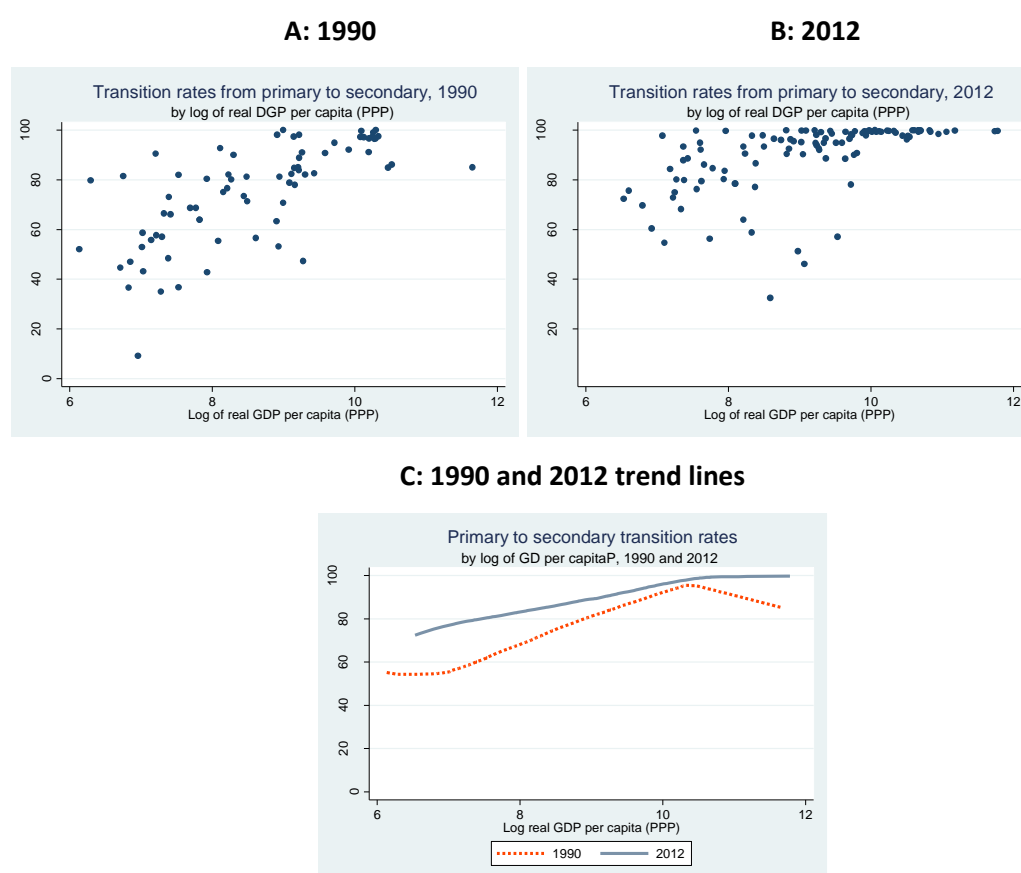 A: 1990
Transition rates from primary to secondary, 1990
by log of real DGP per capita (PPP)
100
80
60
40
20
0
6 8 10 12
Log of real GDP per capita (PPP)
B: 2012
Transition rates from primary to secondary, 2012
by log of real DGP per capita (PPP)
100
80
60
40
20
0
6 8 10 12
Log of real GDP per capita (PPP)
C: 1990 and 2012 trend lines
Primary to secondary transition rates
by log of GD per capitaP, 1990 and 2012
100
80
60
40
20
0
6 8 10 12
Log real GDP per capita (PPP)
1990 2012